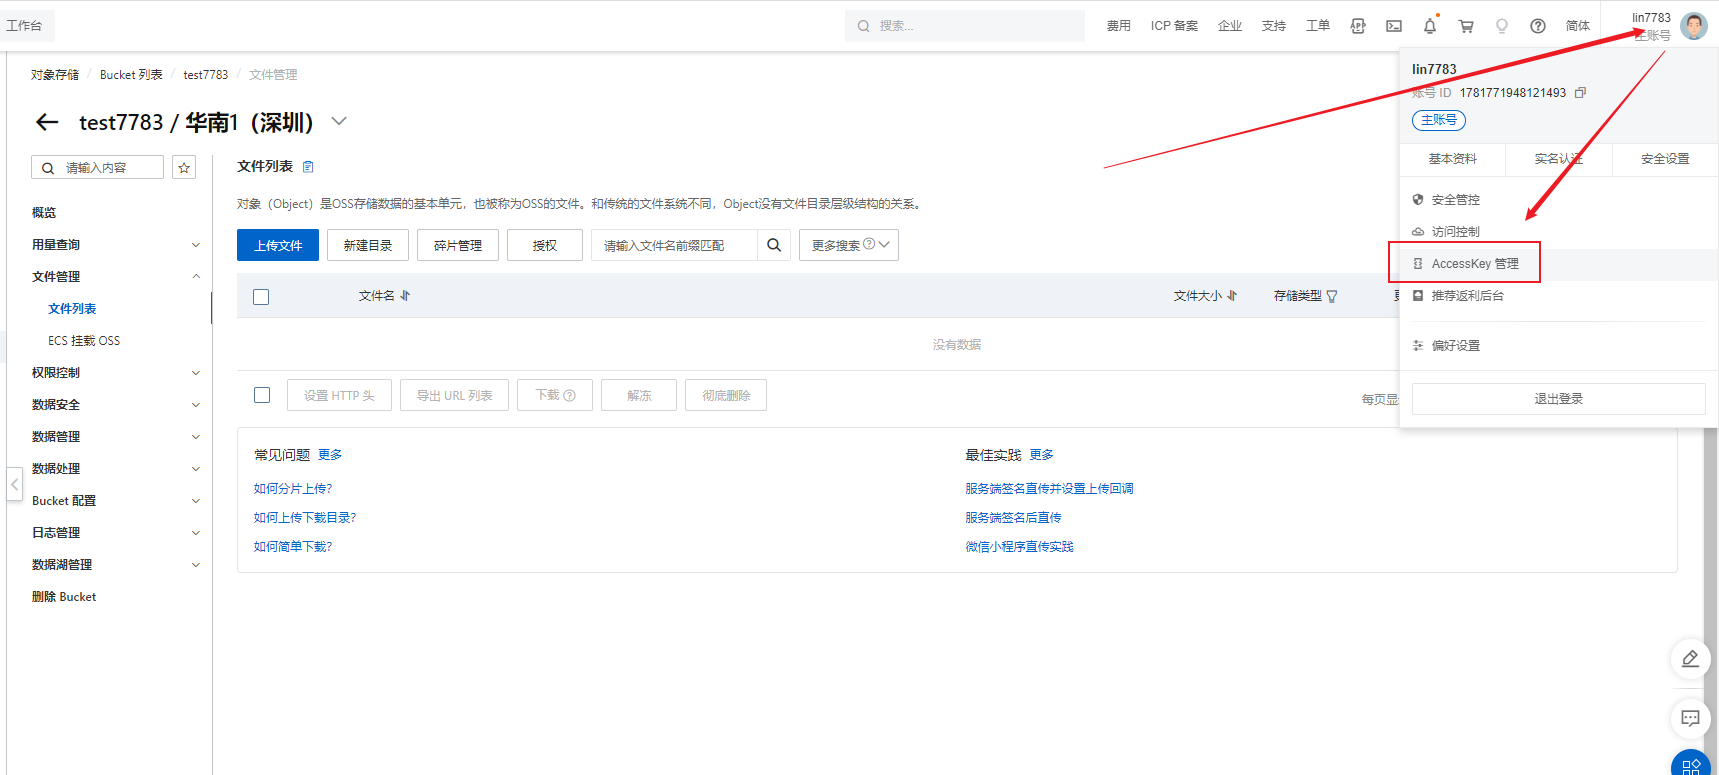 工作台
搜索...
费用
ICP 备案
企业
支持
工单
简体
lin7783
主账号
对象存储 / Bucket 列表 / test7783 / 文件管理
test7783 / 华南1（深圳）
请输入内容
概览
用量查询
文件管理
文件列表
ECS 挂载 OSS
权限控制
数据安全
数据管理
数据处理
Bucket 配置
日志管理
数据湖管理
删除 Bucket
文件列表
对象（Object）是OSS存储数据的基本单元，也被称为OSS的文件。和传统的文件系统不同，Object没有文件目录层级结构的关系。
上传文件
新建目录
碎片管理
授权
请输入文件名前缀匹配
更多搜索
文件名
文件大小
存储类型
没有数据
设置 HTTP 头
导出 URL 列表
下载
解冻
彻底删除
每页显
常见问题 更多
如何分片上传?
如何上传下载目录?
如何简单下载?
最佳实践 更多
服务端签名直传并设置上传回调
服务端签名后直传
微信小程序直传实践
lin7783
账号 ID 1781771948121493
主账号
基本资料
实名认证
安全设置
安全管控
访问控制
AccessKey 管理
推荐返利后台
偏好设置
退出登录